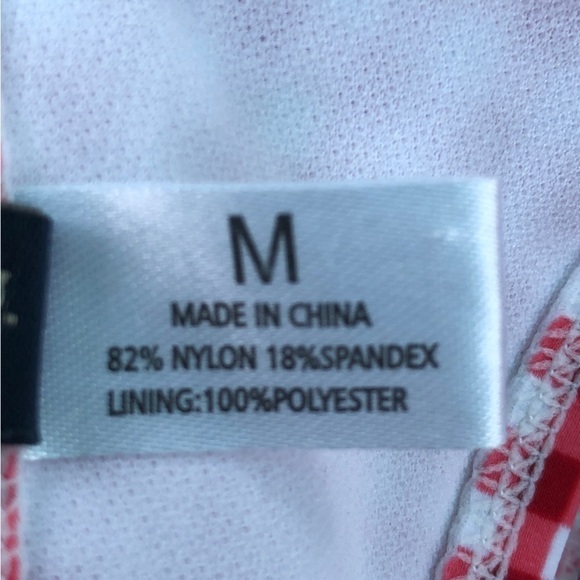 M
MADE IN CHINA
82% NYLON 18%SPANDEX
LINING:100%POLYESTER